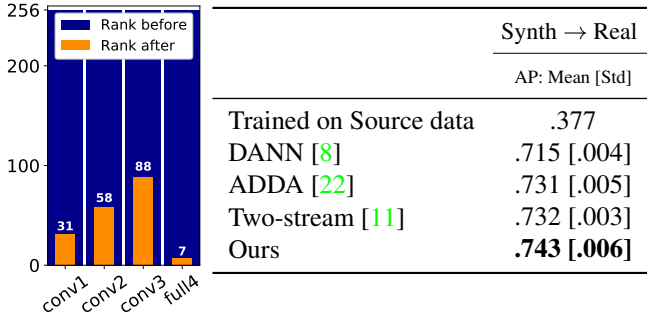 256
200
100
0
Rank before
Rank after
31
58
88
7
conv1
conv2
conv3
full4
Synth → Real
AP: Mean [Std]
Trained on Source data .377
DANN [8] .715 [.004]
ADDA [22] .731 [.005]
Two-stream [11] .732 [.003]
Ours .743 [.006]